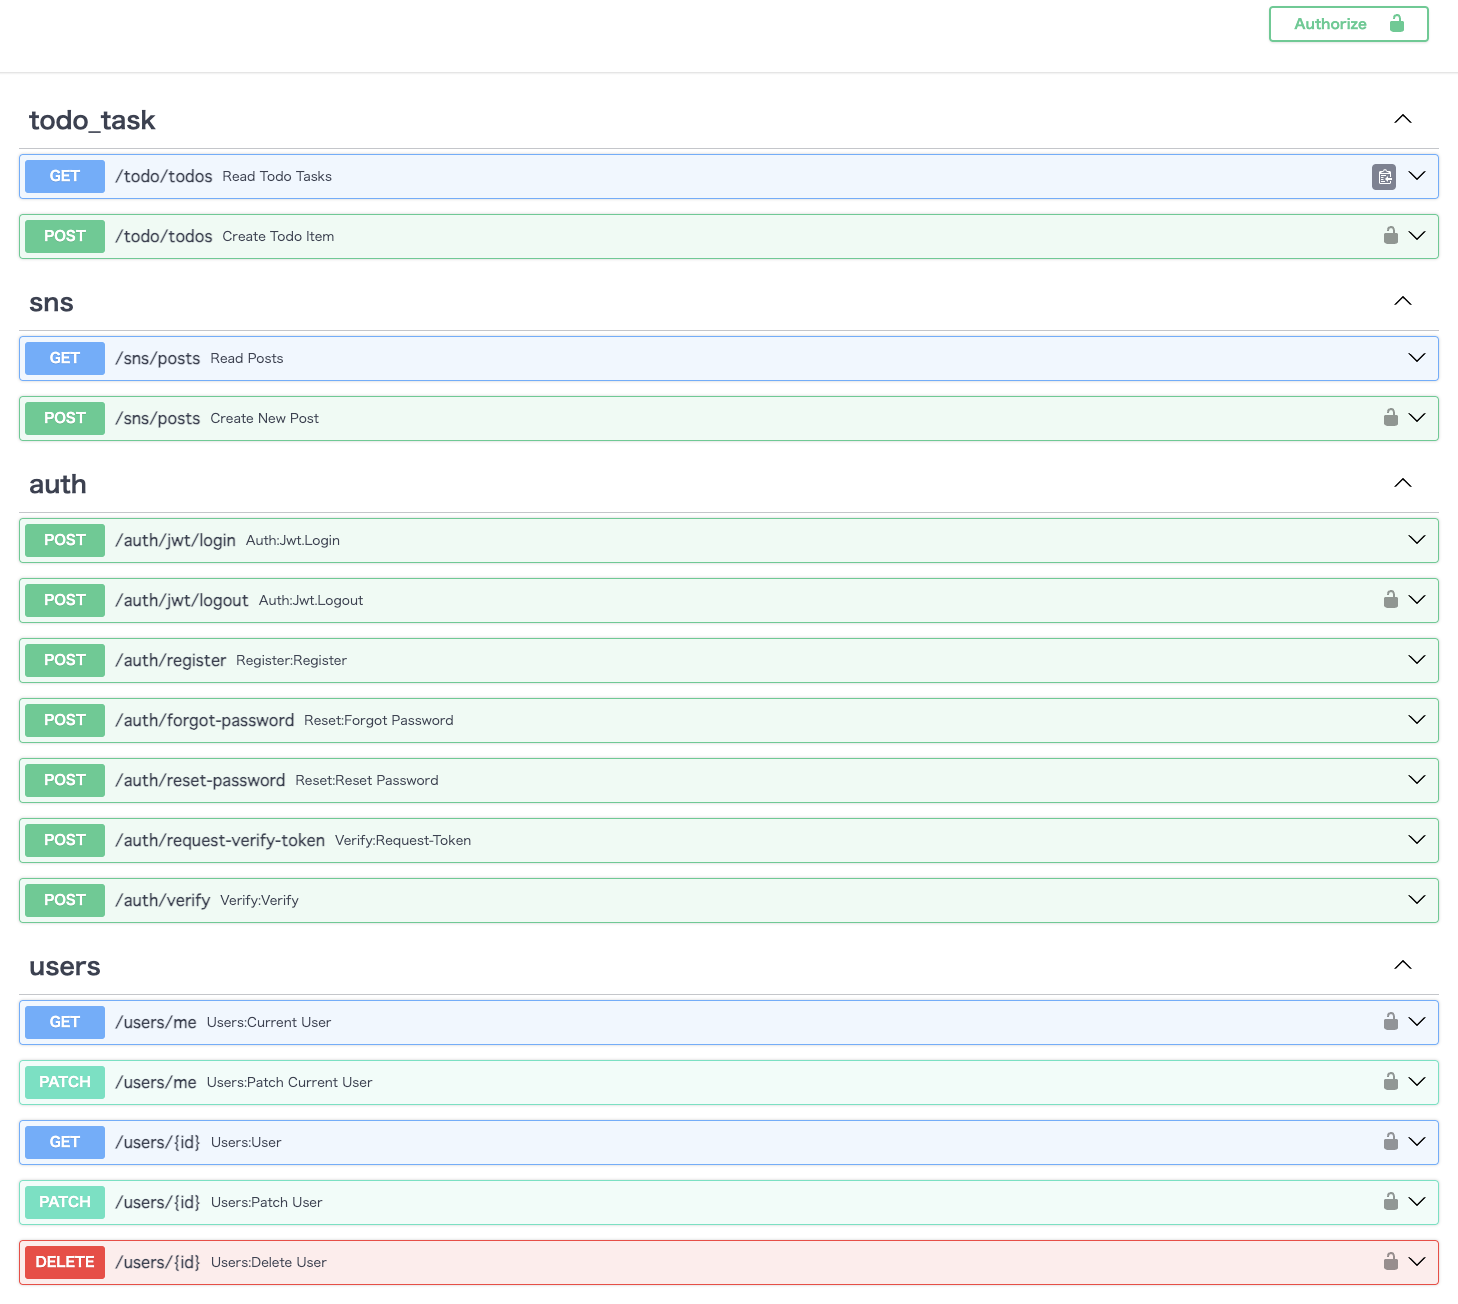 Authorize
todo_task
GET /todo/todos Read Todo Tasks
POST /todo/todos Create Todo Item
sns
GET /sns/posts Read Posts
POST /sns/posts Create New Post
auth
POST /auth/jwt/login Auth:Jwt.Login
POST /auth/jwt/logout Auth:Jwt.Logout
POST /auth/register Register:Register
POST /auth/forgot-password Reset:Forgot Password
POST /auth/reset-password Reset:Reset Password
POST /auth/request-verify-token Verify:Request-Token
POST /auth/verify Verify:Verify
users
GET /users/me Users:Current User
PATCH /users/me Users:Patch Current User
GET /users/{id} Users:User
PATCH /users/{id} Users:Patch User
DELETE /users/{id} Users:Delete User